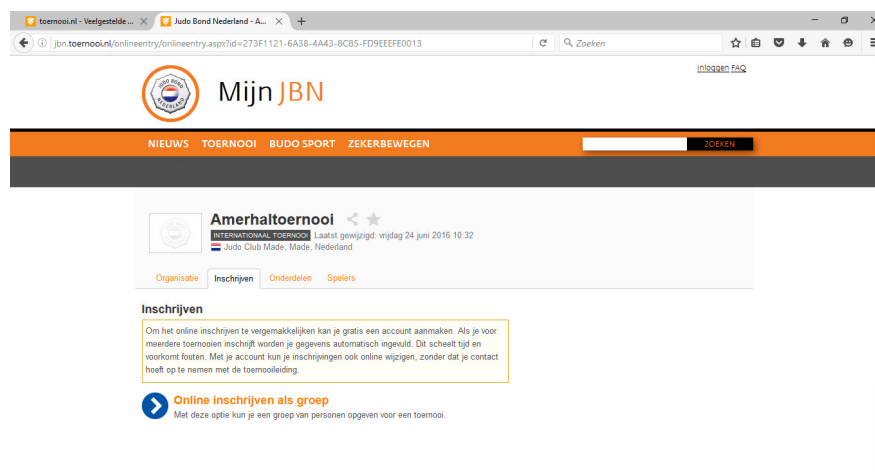 toernooi.nl - Veelgestelde ...
Judo Bond Nederland - A...
jbn.toernooi.nl/onlineentry/onlineentry.aspx?id=273F1121-6A38-4A43-8C85-FD9EEEFE0013
Zoeken
Inloggen FAQ
JUDO BOND NEDERLAND
Mijn JBN
NIEUWS TOERNOOI BUDO SPORT ZEKERBEWEGEN
ZOEKEN
Amerhaltoernooi
INTERNATIONAAL TOERNOOI Laatst gewijzigd: vrijdag 24 juni 2016 10:32
Judo Club Made, Made, Nederland
Organisatie Inschrijven Onderdelen Spelers
Inschrijven
Om het online inschrijven te vergemakkelijken kan je gratis een account aanmaken. Als je voor
meerdere toernooien inschrijft worden je gegevens automatisch ingevuld. Dit scheelt tijd en
voorkomt fouten. Met je account kun je inschrijvingen ook online wijzigen, zonder dat je contact
hoeft op te nemen met de toernooileiding.
Online inschrijven als groep
Met deze optie kun je een groep van personen opgeven voor een toernooi.